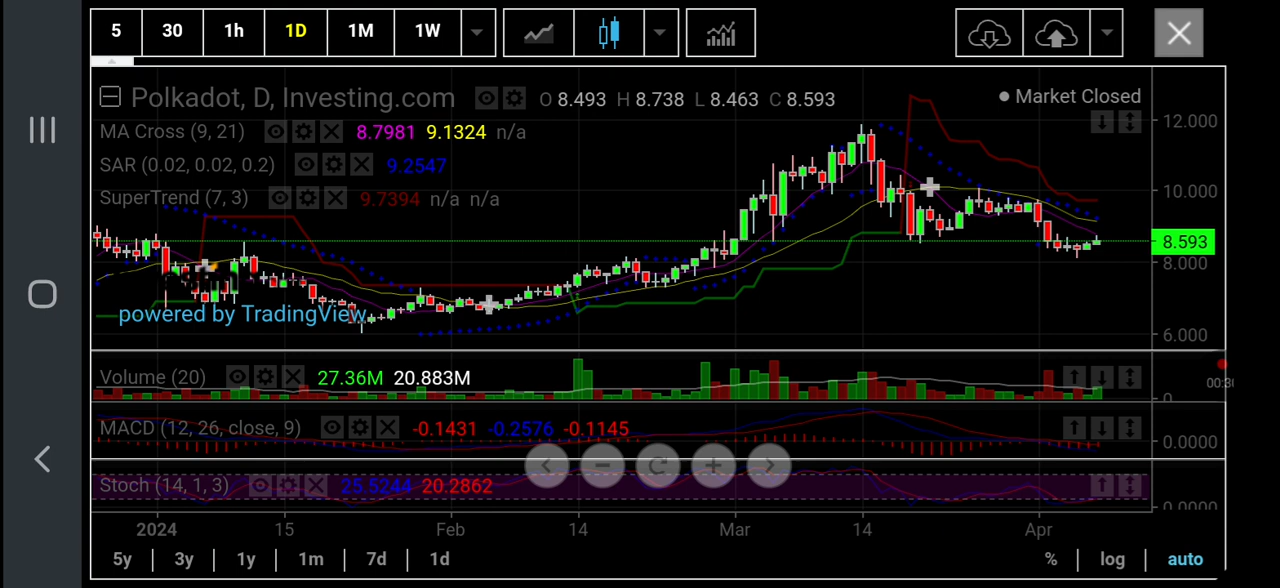 5 30 1h 1D 1M 1W
Polkadot, D, Investing.com O 8.493 H 8.738 L 8.463 C 8.593
Market Closed
MA Cross (9, 21) 8.7981 9.1324 n/a
SAR (0.02, 0.02, 0.2) 9.2547
SuperTrend (7, 3) 9.7394 n/a n/a
12.000
10.000
8.593
8.000
6.000
powered by TradingView
Volume (20) 27.36M 20.883M
0
MACD (12, 26, close, 9) -0.1431 -0.2576 -0.1145
0.0000
Stoch (14, 1, 3) 25.5244 20.2862
0.0000
2024 15 Feb 14 Mar 14 Apr
5y 3y 1y 1m 7d 1d % log auto